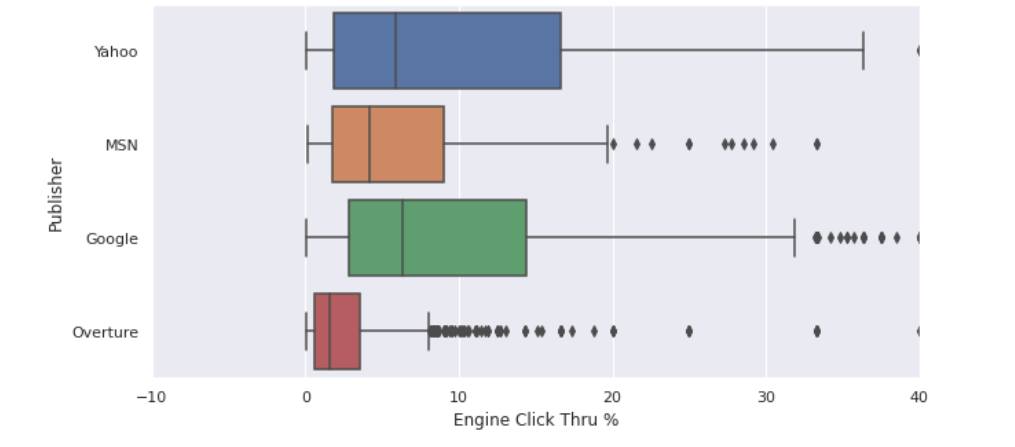 Yahoo
MSN
Google
Overture
Publisher
−10 0 10 20 30 40
Engine Click Thru %